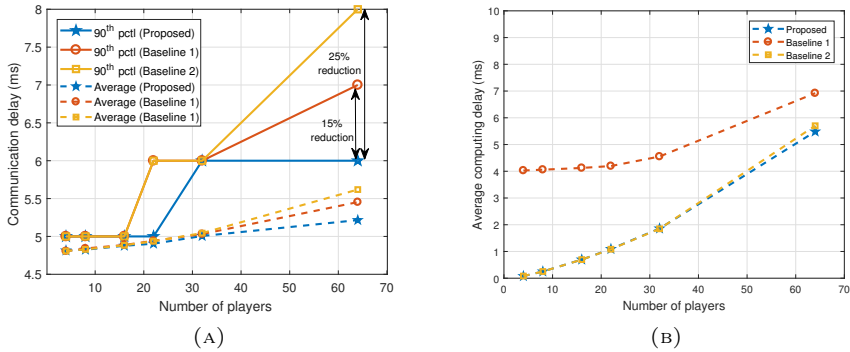 8
7.5
7
6.5
6
5.5
5
4.5
Communication delay (ms)
90th pctl (Proposed)
90th pctl (Baseline 1)
90th pctl (Baseline 2)
Average (Proposed)
Average (Baseline 1)
Average (Baseline 1)
25%
reduction
15%
reduction
10 20 30 40 50 60 70
Number of players
(A)
10
9
8
7
6
5
4
3
2
1
0
Average computing delay (ms)
Proposed
Baseline 1
Baseline 2
0 10 20 30 40 50 60 70
Number of players
(B)